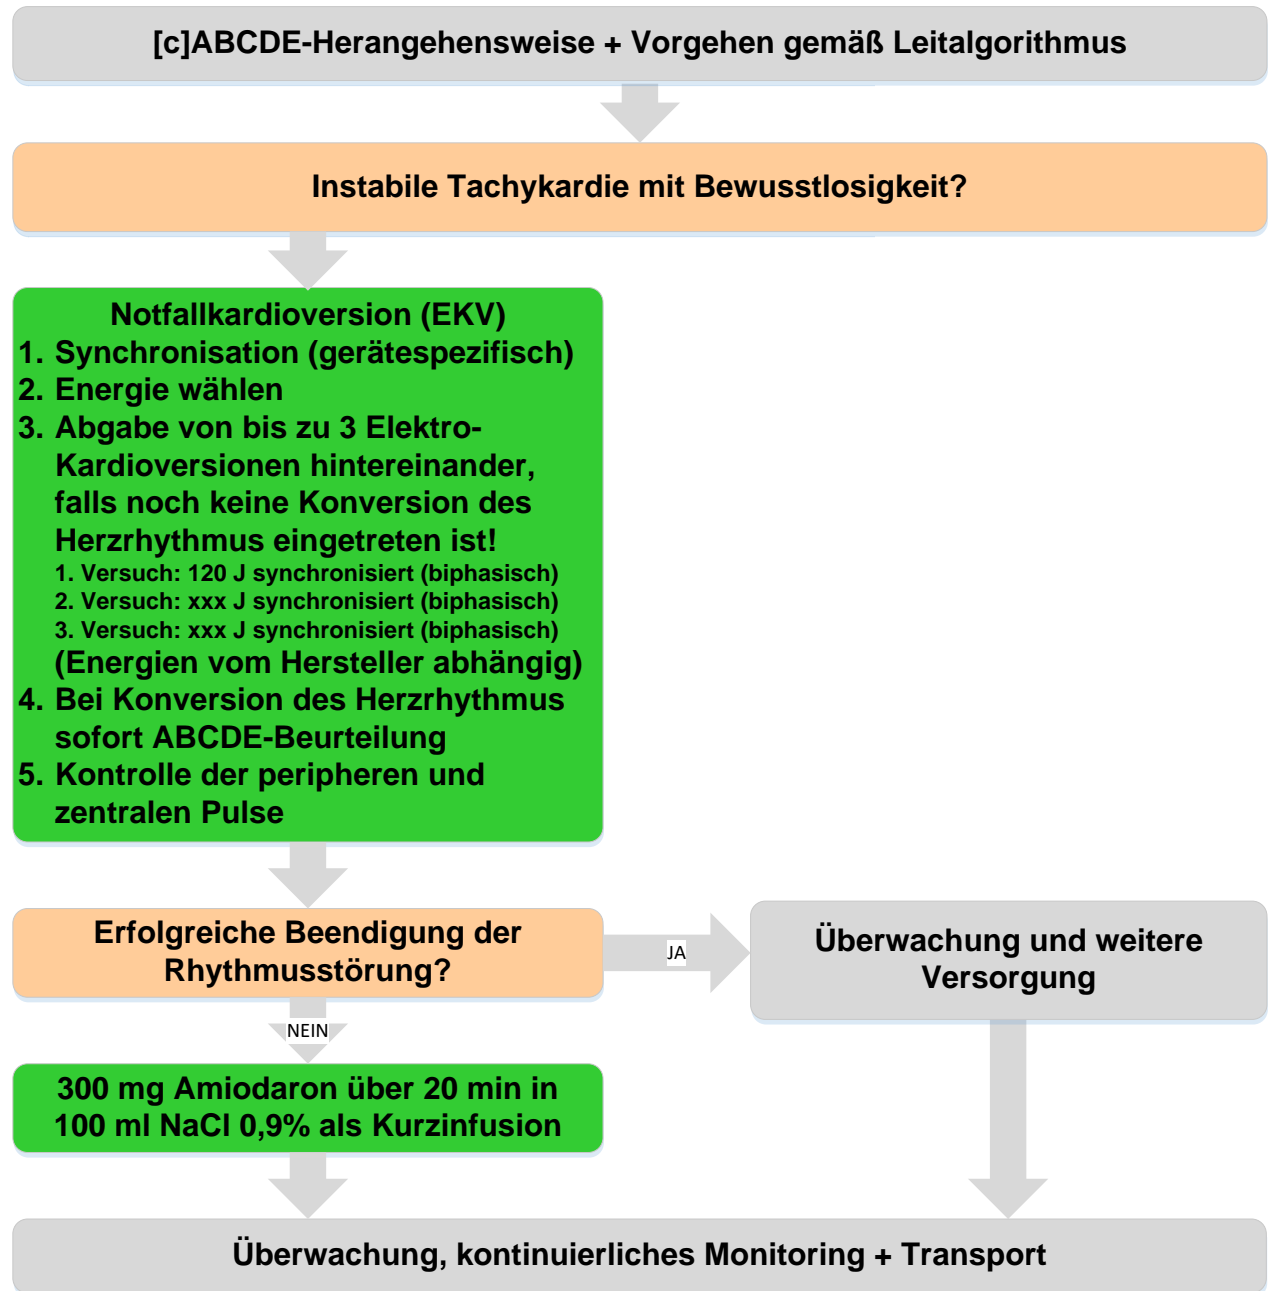 [c]ABCDE-Herangehensweise + Vorgehen gemäß Leitalgorithmus
Instabile Tachykardie mit Bewusstlosigkeit?
Notfallkardioversion (EKV)
1. Synchronisation (gerätespezifisch)
2. Energie wählen
3. Abgabe von bis zu 3 Elektro-
Kardioversionen hintereinander,
falls noch keine Konversion des
Herzrhythmus eingetreten ist!
1. Versuch: 120 J synchronisiert (biphasisch)
2. Versuch: xxx J synchronisiert (biphasisch)
3. Versuch: xxx J synchronisiert (biphasisch)
(Energien vom Hersteller abhängig)
4. Bei Konversion des Herzrhythmus
sofort ABCDE-Beurteilung
5. Kontrolle der peripheren und
zentralen Pulse
Erfolgreiche Beendigung der
Rhythmusstörung?
JA
Überwachung und weitere
Versorgung
NEIN
300 mg Amiodaron über 20 min in
100 ml NaCl 0,9% als Kurzinfusion
Überwachung, kontinuierliches Monitoring + Transport